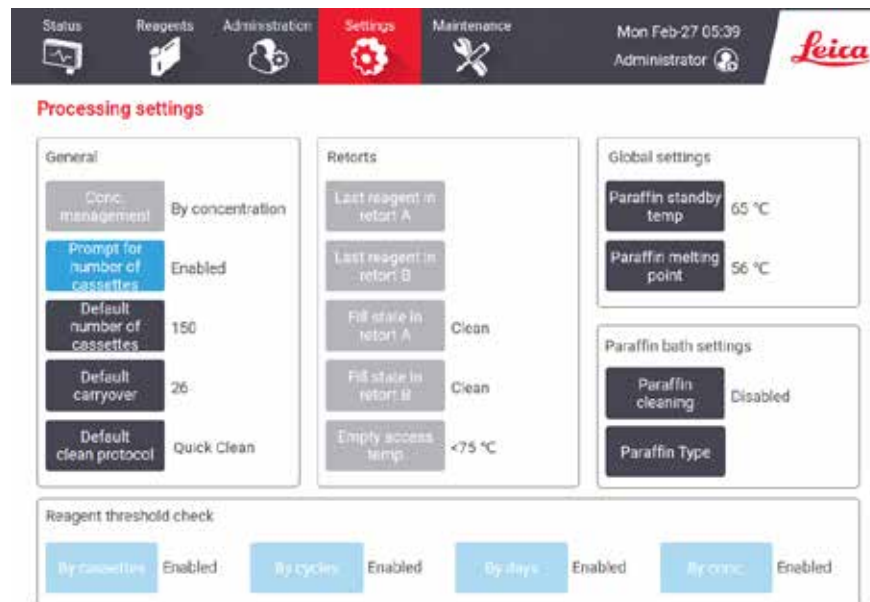 Status Reagents Administration Settings Maintenance
Mon Feb-27 05:39
Administrator
Leica
Processing settings
General
Conc. management By concentration
Prompt for number of cassettes Enabled
Default number of cassettes 150
Default carryover 26
Default clean protocol Quick Clean
Retorts
Last reagent in retort A
Last reagent in retort B
Fill state in retort A Clean
Fill state in retort B Clean
Empty access temp <75 °C
Global settings
Paraffin standby temp 65 °C
Paraffin melting point 56 °C
Paraffin bath settings
Paraffin cleaning Disabled
Paraffin Type
Reagent threshold check
By cassettes Enabled By cycles Enabled By days Enabled By conc. Enabled